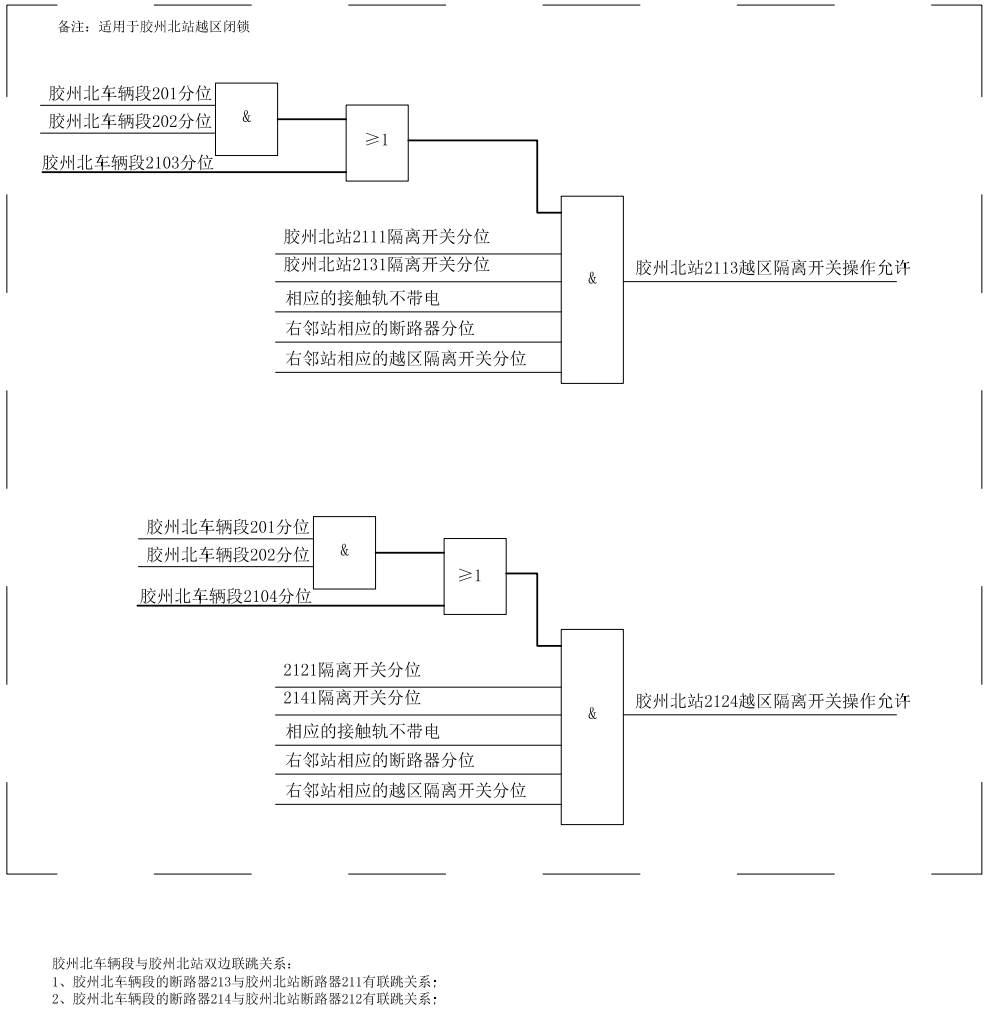 备注：适用于胶州北站越区闭锁
胶州北车辆段201分位
&
胶州北车辆段202分位
≥1
胶州北车辆段2103分位
胶州北站2111隔离开关分位
胶州北站2131隔离开关分位
胶州北站2113越区隔离开关操作允许
&
相应的接触轨不带电
右邻站相应的断路器分位
右邻站相应的越区隔离开关分位
胶州北车辆段201分位
&
胶州北车辆段202分位
≥1
胶州北车辆段2104分位
2121隔离开关分位
2141隔离开关分位
胶州北站2124越区隔离开关操作允许
&
相应的接触轨不带电
右邻站相应的断路器分位
右邻站相应的越区隔离开关分位
胶州北车辆段与胶州北站双边联跳关系：
1、胶州北车辆段的断路器213与胶州北站断路器211有联跳关系；
2、胶州北车辆段的断路器214与胶州北站断路器212有联跳关系；